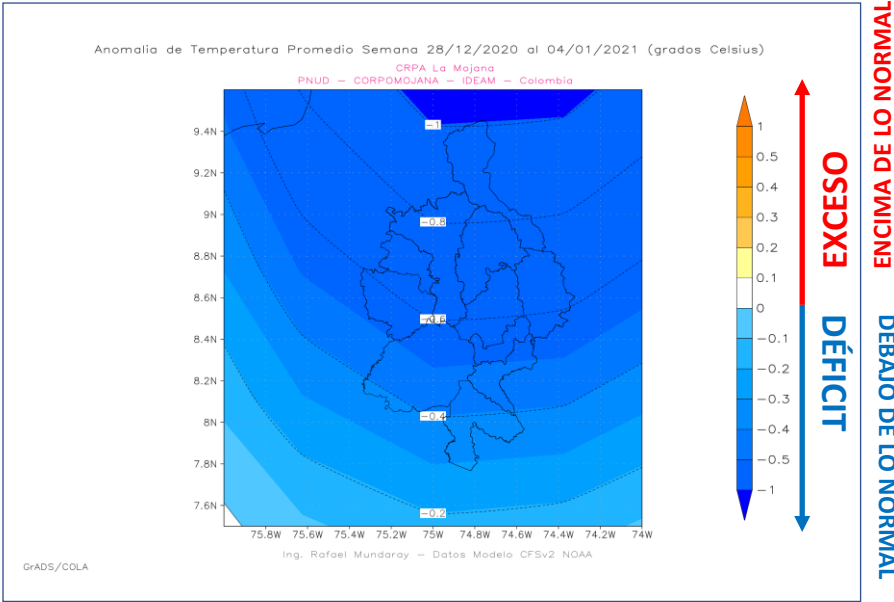 Anomalia de Temperatura Promedio Semana 28/12/2020 al 04/01/2021 (grados Celsius)
CRPA La Mojana
PNUD – CORPOMOJANA – IDEAM – Colombia
9.4N
9.2N
9N
8.8N
8.6N
8.4N
8.2N
8N
7.8N
7.6N
-1
-0.8
-0.6
-0.4
-0.2
75.8W 75.6W 75.4W 75.2W 75W 74.8W 74.6W 74.4W 74.2W 74W
1
0.5
0.4
0.3
0.2
0.1
0
-0.1
-0.2
-0.3
-0.4
-0.5
-1
EXCESO
DÉFICIT
ENCIMA DE LO NORMAL
DEBAJO DE LO NORMAL
Ing. Rafael Mundaray – Datos Modelo CFSv2 NOAA
GrADS/COLA